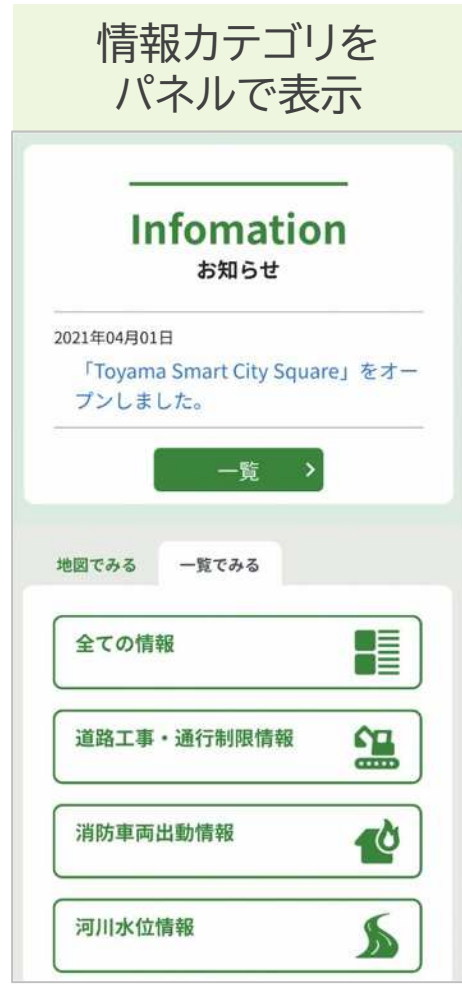 情報カテゴリを
パネルで表示
Infomation
お知らせ
2021年04月01日
「Toyama Smart City Square」をオー
プンしました。
一覧
地図でみる 一覧でみる
全ての情報
道路工事・通行制限情報
消防車両出動情報
河川水位情報